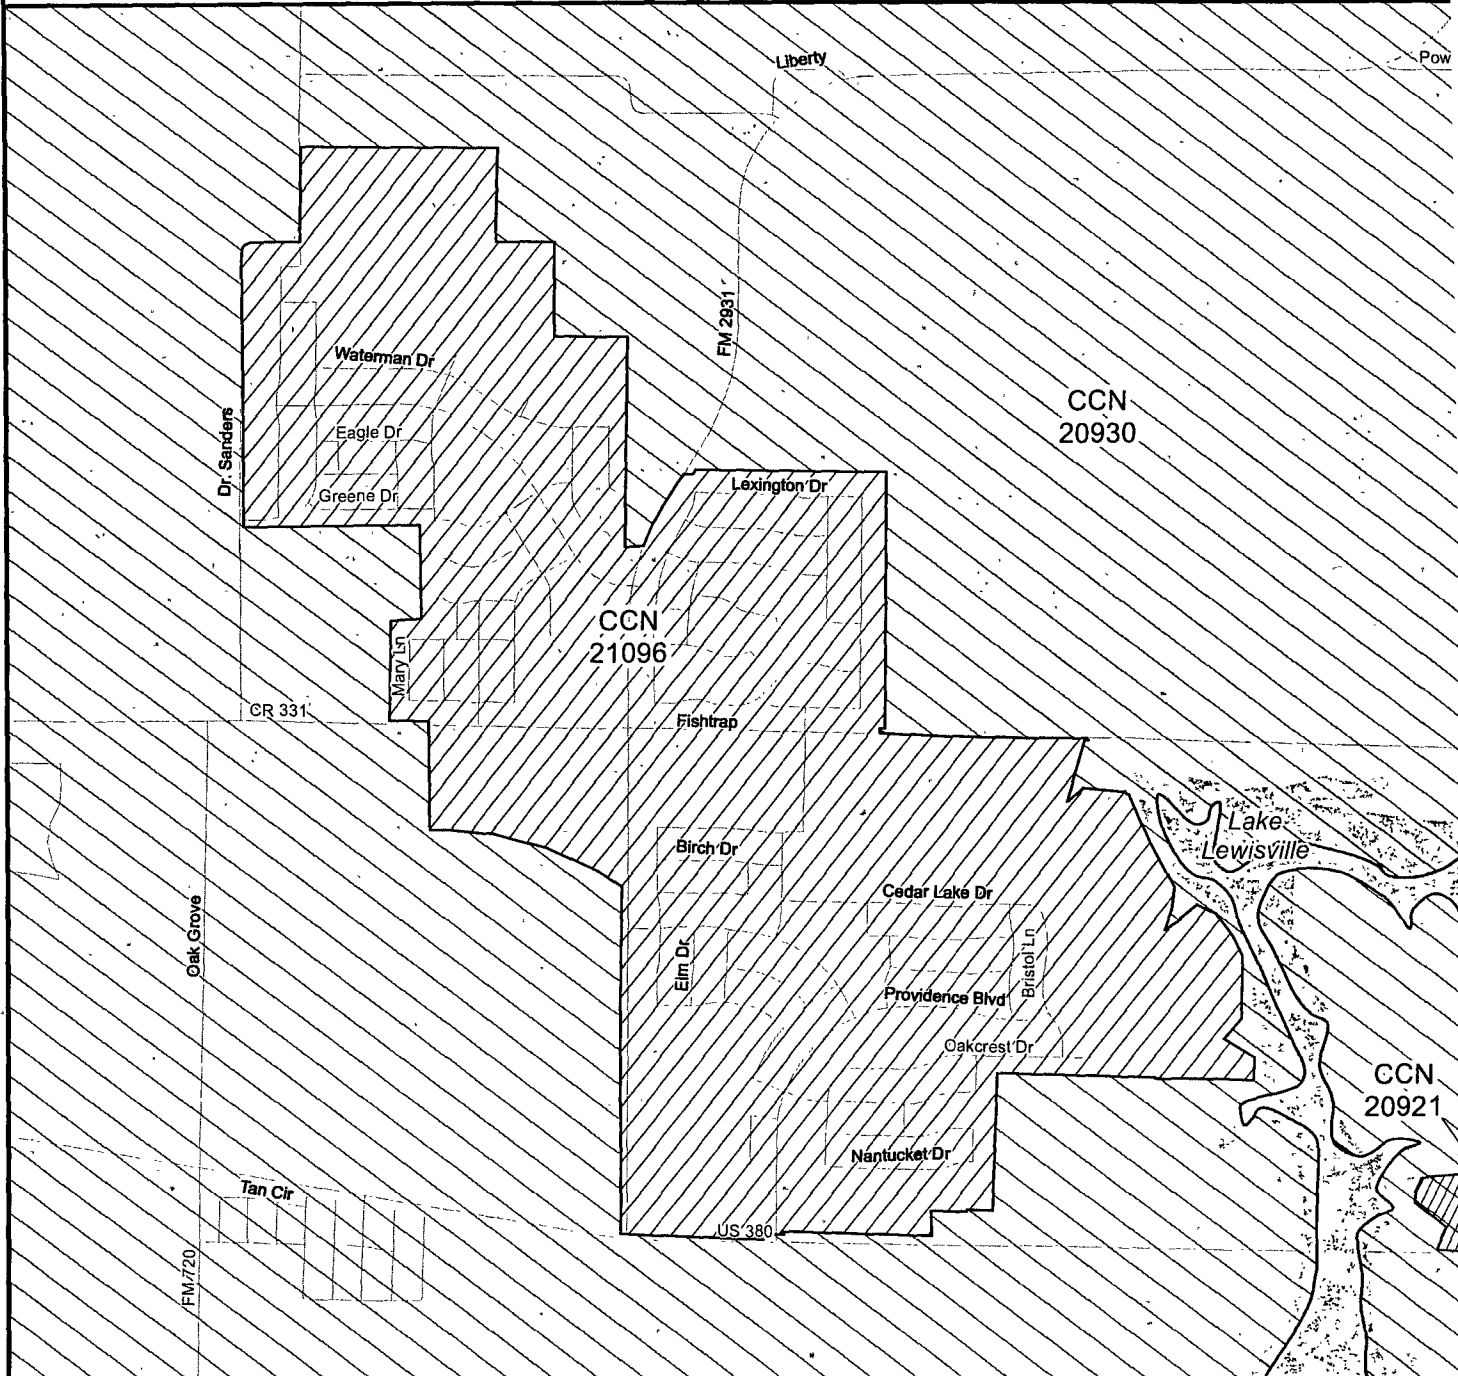 Liberty
Pow
FM 2931
Waterman Dr
CCN
20930
Dr. Sanders
Eagle Dr
Lexington Dr
Greene Dr
CCN
21096
Mary Ln
CR 331
Fishtrap
Lake
Lewisville
Birch Dr
Cedar Lake Dr
Oak Grove
Elm Dr
Bristol Ln
Providence Blvd
Oakcrest Dr
CCN
20921
Nantucket Dr
Tan Cir
US 380
FM 720